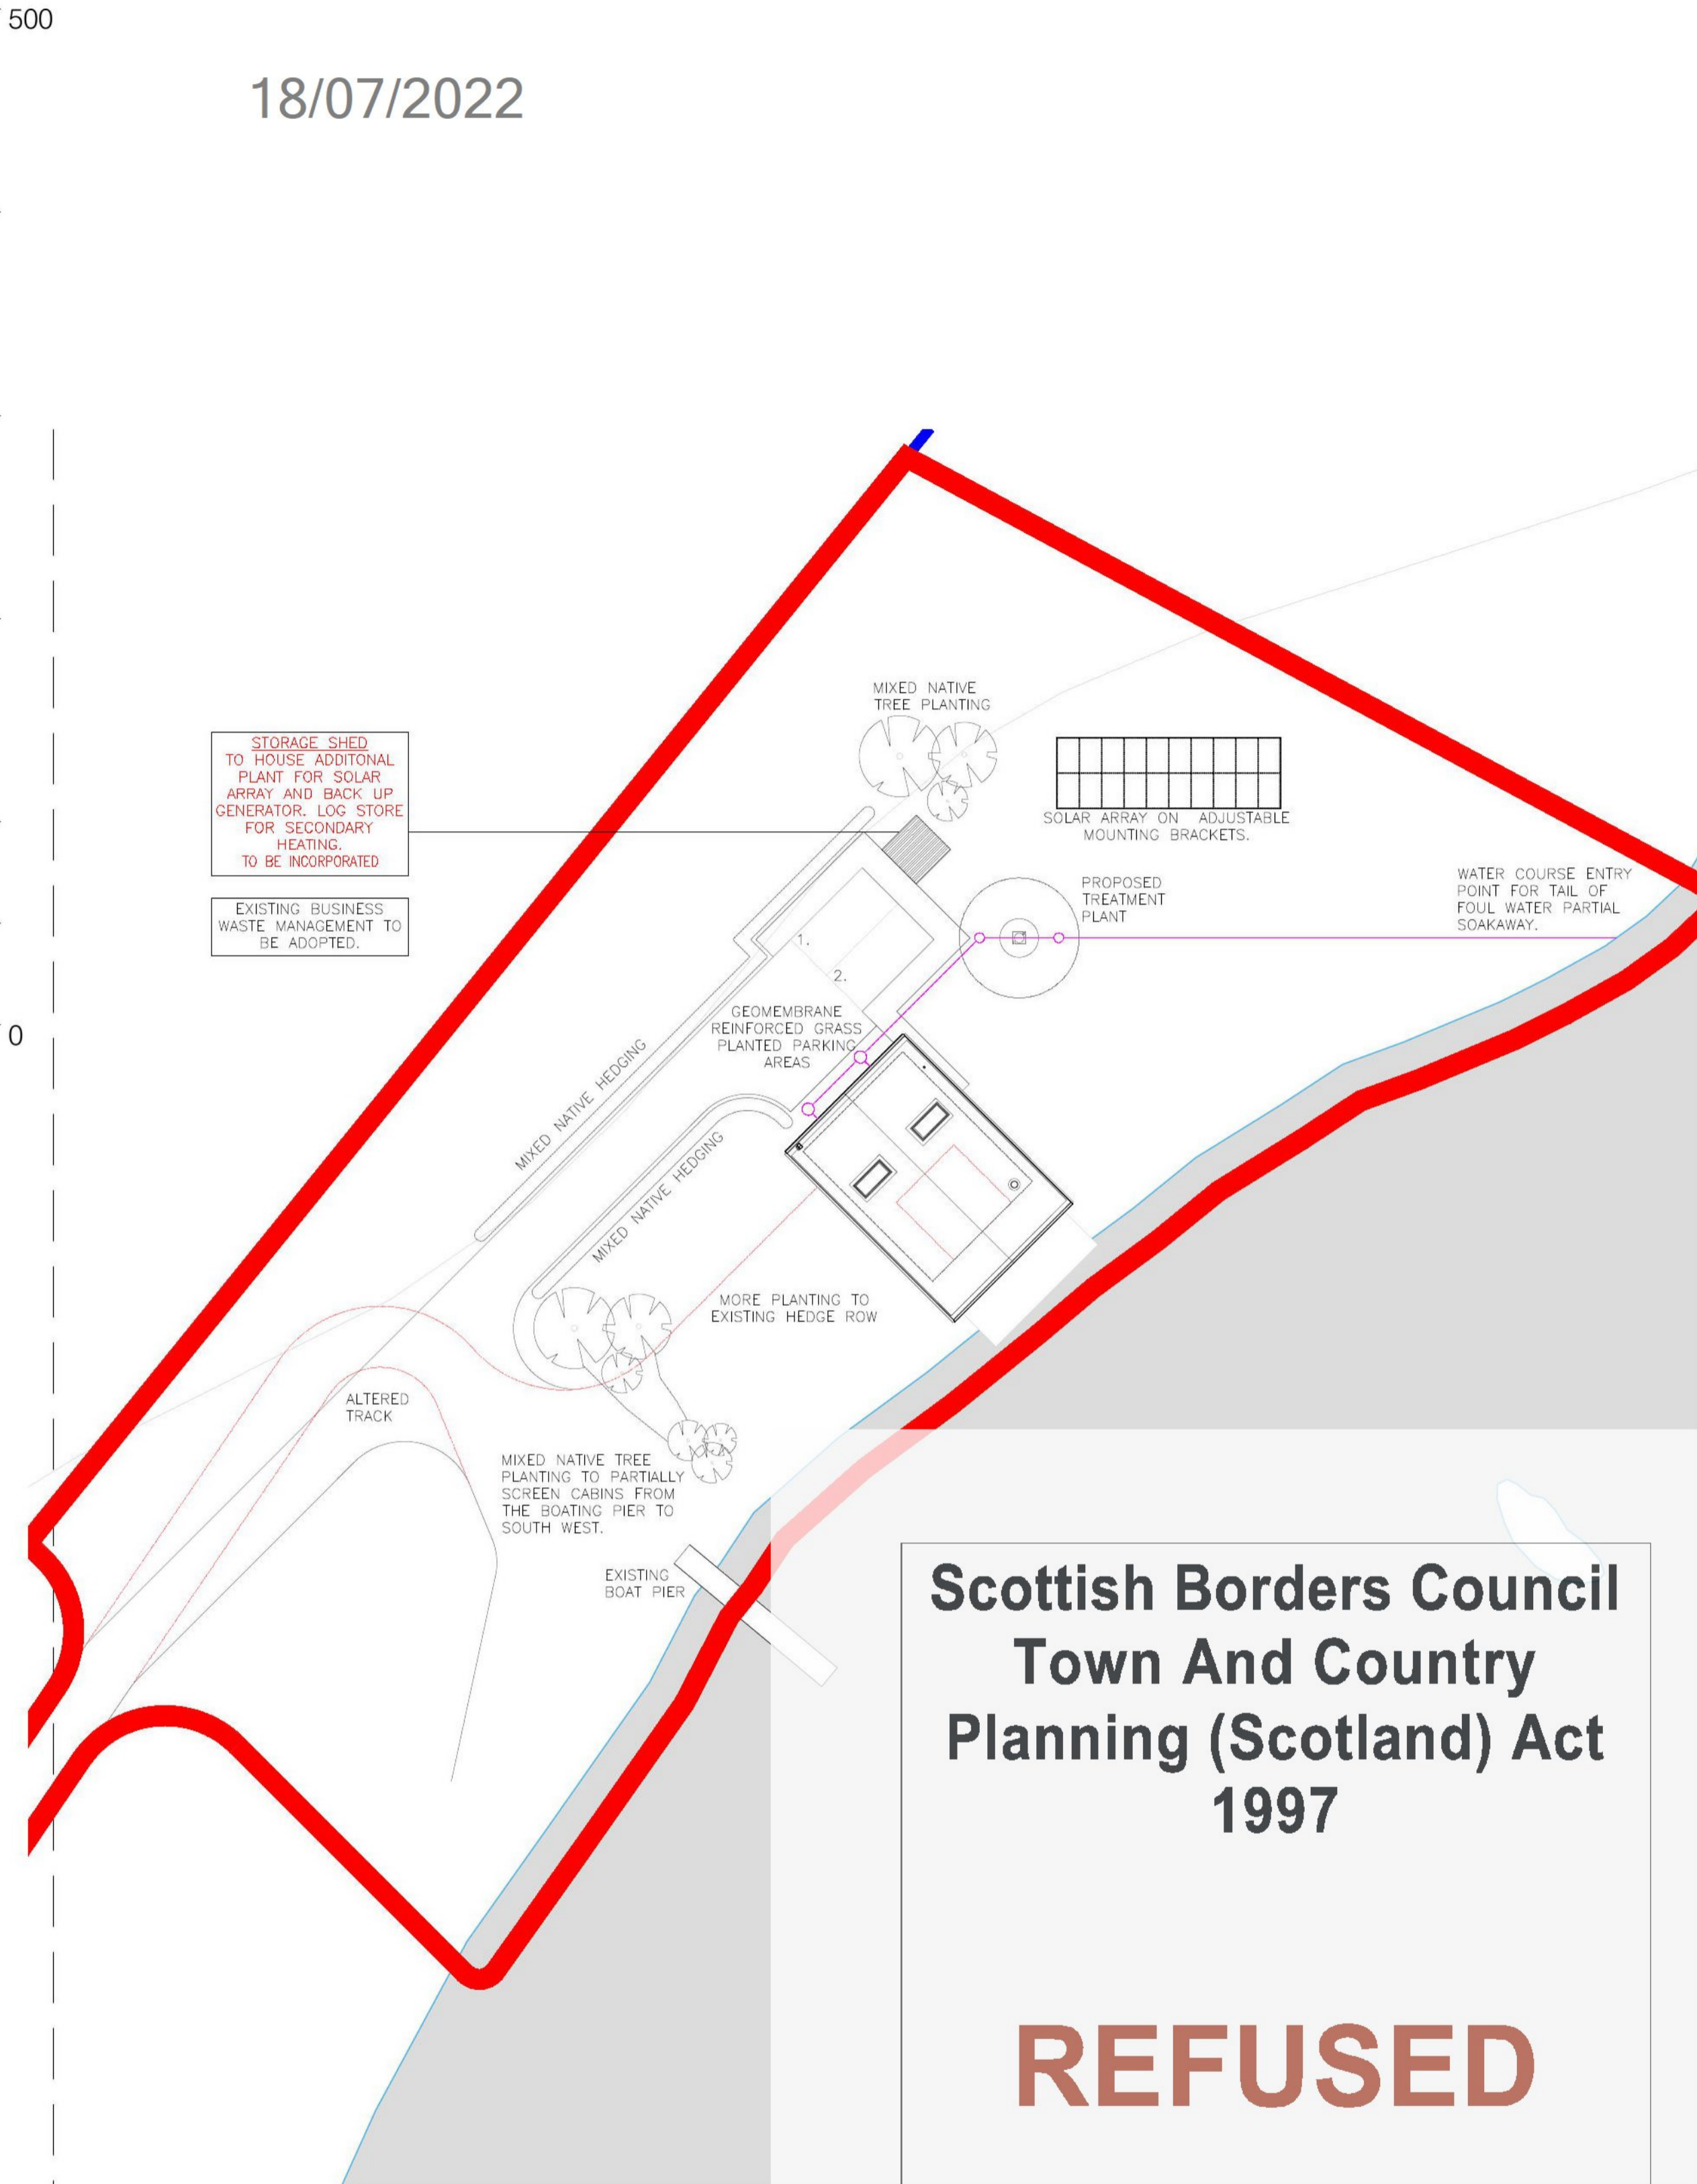 500
18/07/2022
MIXED NATIVE
TREE PLANTING
STORAGE SHED
TO HOUSE ADDITONAL
PLANT FOR SOLAR
ARRAY AND BACK UP
GENERATOR. LOG STORE
FOR SECONDARY
HEATING.
TO BE INCORPORATED
SOLAR ARRAY ON ADJUSTABLE
MOUNTING BRACKETS.
EXISTING BUSINESS
WASTE MANAGEMENT TO
BE ADOPTED.
PROPOSED
TREATMENT
PLANT
WATER COURSE ENTRY
POINT FOR TAIL OF
FOUL WATER PARTIAL
SOAKAWAY.
1.
2.
0
GEOMEMBRANE
REINFORCED GRASS
PLANTED PARKING
AREAS
MIXED NATIVE HEDGING
MIXED NATIVE HEDGING
MORE PLANTING TO
EXISTING HEDGE ROW
ALTERED
TRACK
MIXED NATIVE TREE
PLANTING TO PARTIALLY
SCREEN CABINS FROM
THE BOATING PIER TO
SOUTH WEST.
EXISTING
BOAT PIER
Scottish Borders Council
Town And Country
Planning (Scotland) Act
1997
REFUSED